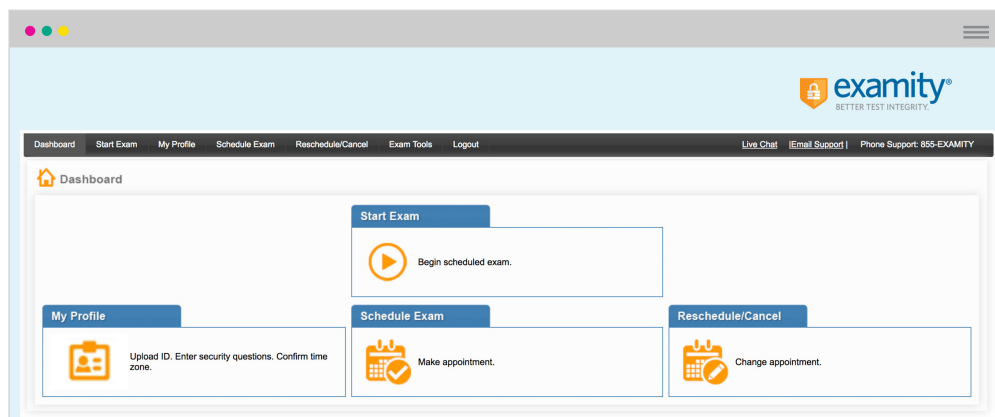 examity®
BETTER TEST INTEGRITY.
Dashboard Start Exam My Profile Schedule Exam Reschedule/Cancel Exam Tools Logout Live Chat |Email Support | Phone Support: 855-EXAMITY
Dashboard
Start Exam
Begin scheduled exam.
My Profile
Upload ID. Enter security questions. Confirm time
zone.
Schedule Exam
Make appointment.
Reschedule/Cancel
Change appointment.